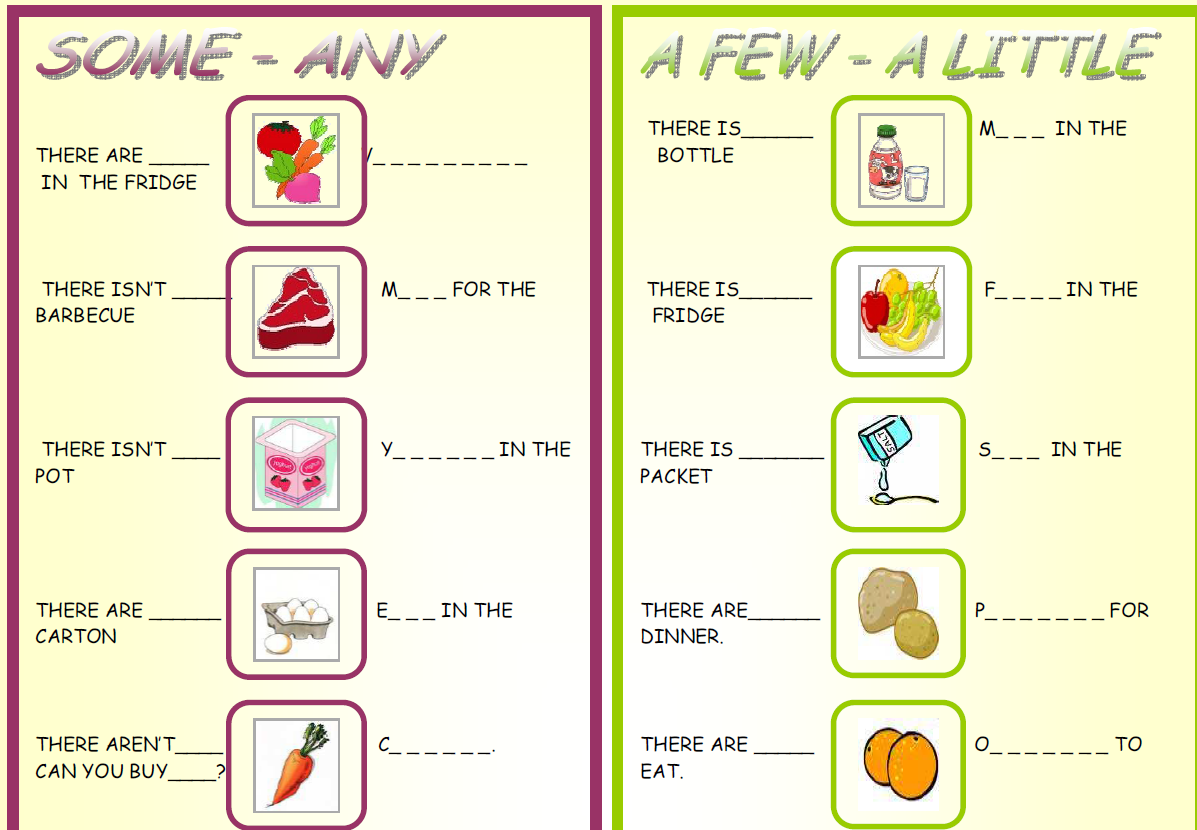 SOME - ANY
THERE ARE _____ V_ _ _ _ _ _ _ _ _
IN THE FRIDGE
THERE ISN'T _____ M_ _ _ FOR THE
BARBECUE
THERE ISN'T ____ Y_ _ _ _ _ _ IN THE
POT
THERE ARE ______ E_ _ _ IN THE
CARTON
THERE AREN'T____ C_ _ _ _ _ _.
CAN YOU BUY____?
A FEW - A LITTLE
THERE IS______ M_ _ _ IN THE
BOTTLE
THERE IS______ F_ _ _ _ IN THE
FRIDGE
THERE IS _______ S_ _ _ IN THE
SALT
PACKET
THERE ARE______ P_ _ _ _ _ _ _ FOR
DINNER.
THERE ARE _____ O_ _ _ _ _ _ _ TO
EAT.